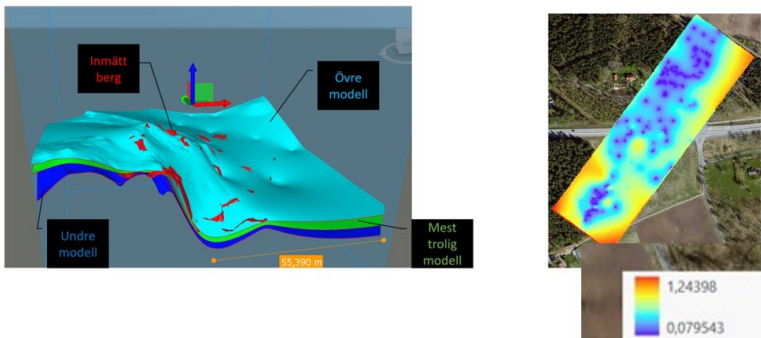 Inmätt
berg
Övre
modell
Undre
modell
Mest
trolig
modell
55,390 m
1,24398
0,079543